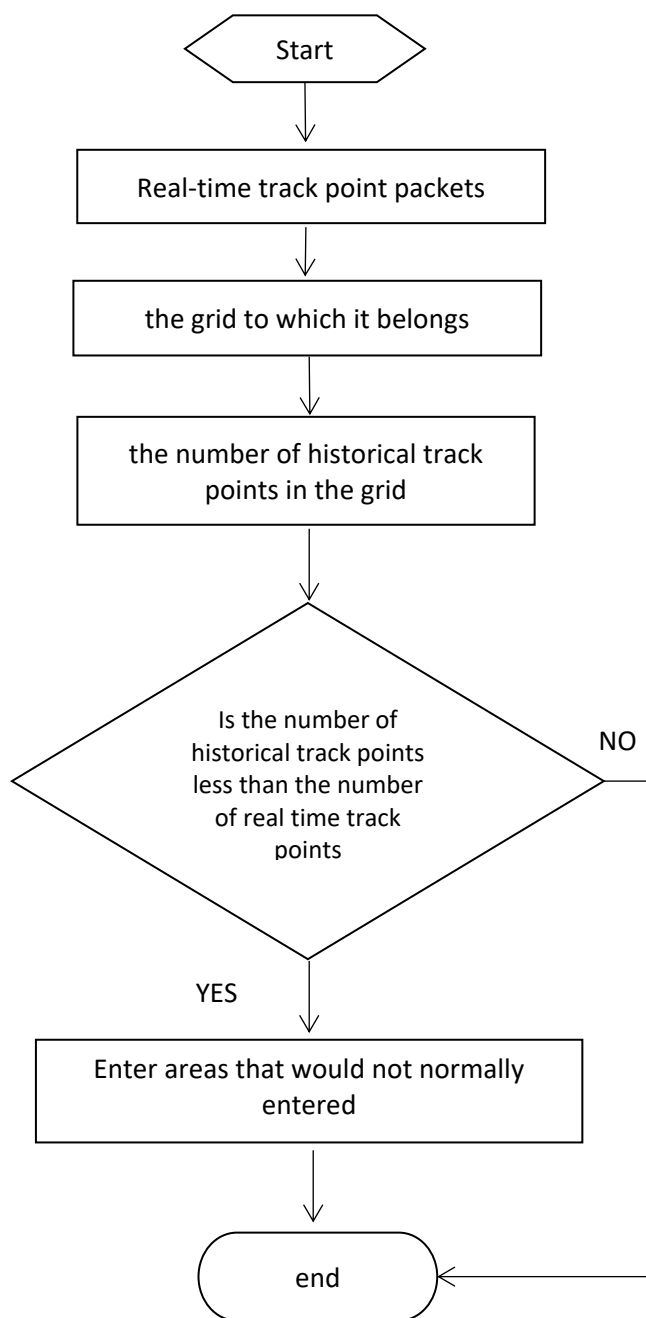 Start
Real-time track point packets
the grid to which it belongs
the number of historical track
points in the grid
Is the number of
historical track points
less than the number
of real time track
points
NO
YES
Enter areas that would not normally
entered
end